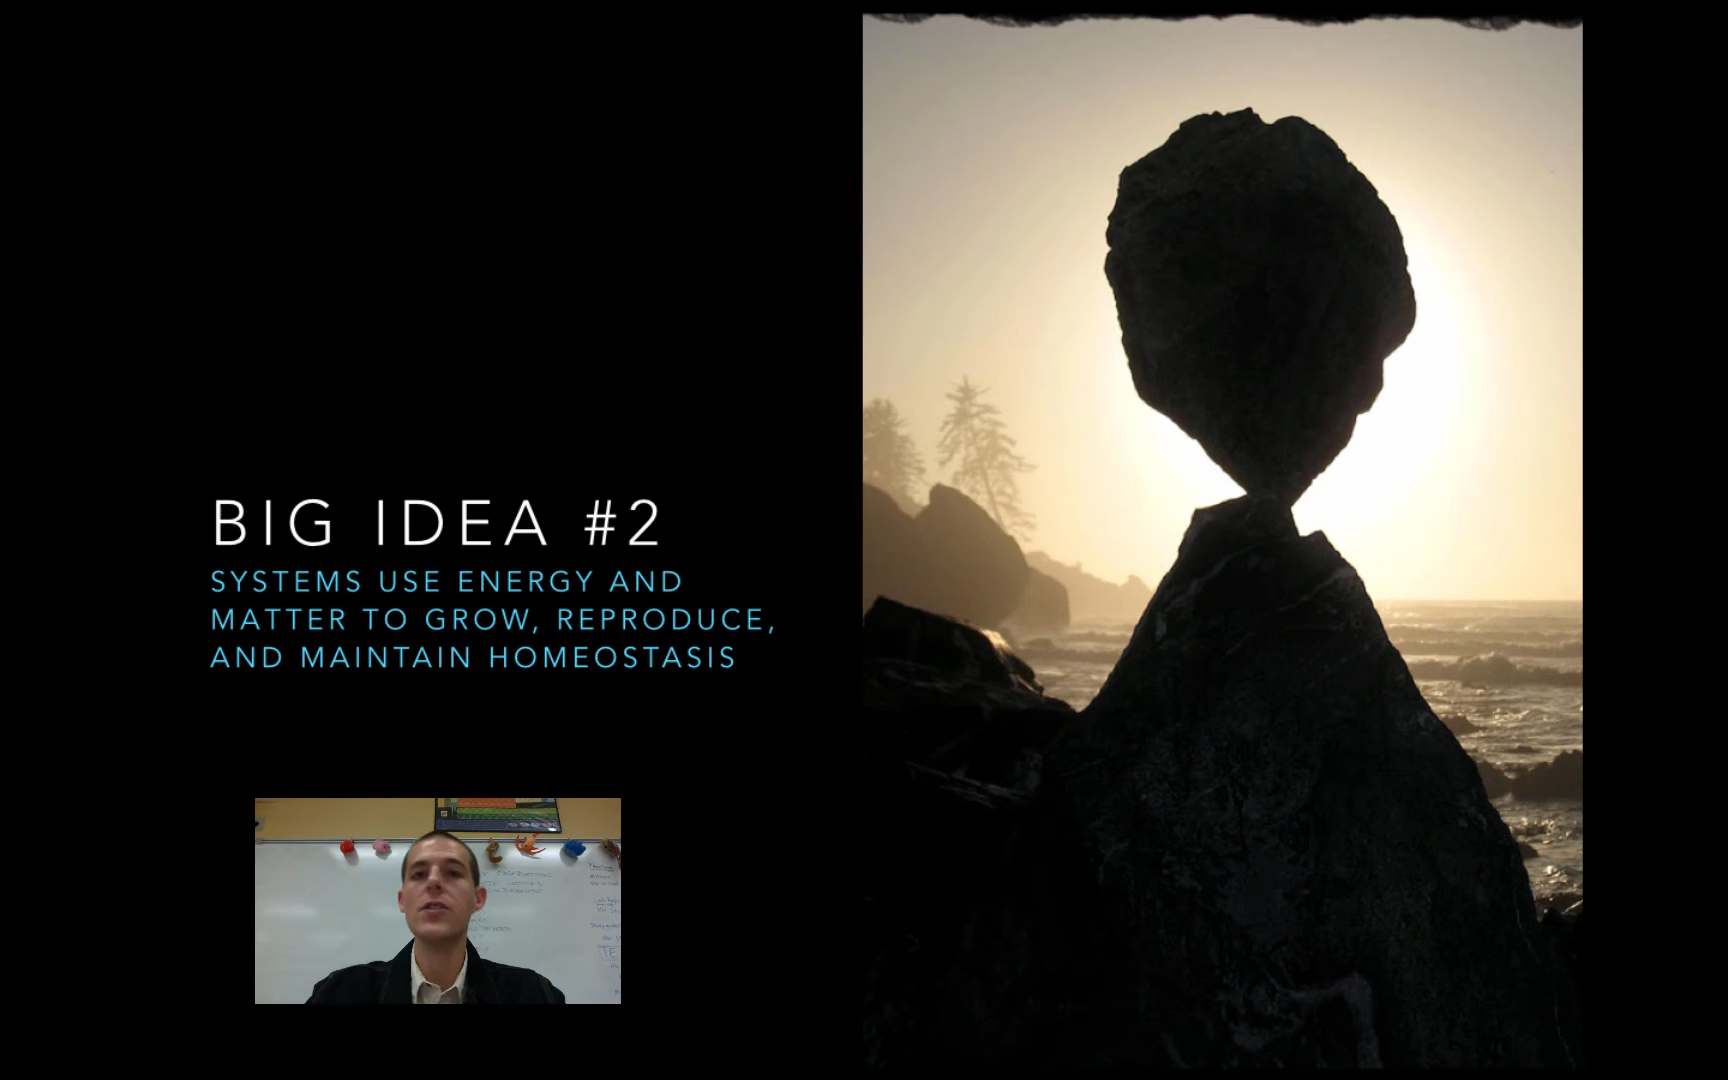 BIG IDEA #2
SYSTEMS USE ENERGY AND
MATTER TO GROW, REPRODUCE,
AND MAINTAIN HOMEOSTASIS